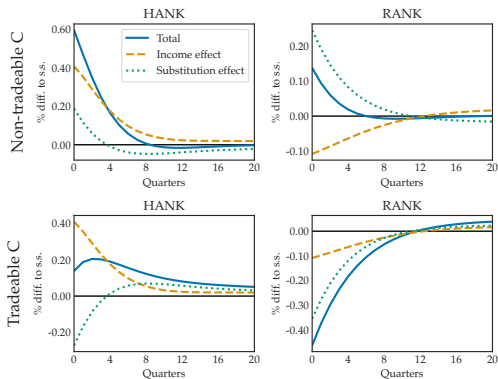 HANK
RANK
Non-tradeable C
% diff. to s.s.
0.60
0.40
0.20
0.00
Total
Income effect
Substitution effect
0 4 8 12 16 20
Quarters
% diff. to s.s.
0.20
0.10
0.00
-0.10
0 4 8 12 16 20
Quarters
HANK
RANK
Tradeable C
% diff. to s.s.
0.40
0.20
0.00
-0.20
0 4 8 12 16 20
Quarters
% diff. to s.s.
0.00
-0.10
-0.20
-0.30
-0.40
0 4 8 12 16 20
Quarters